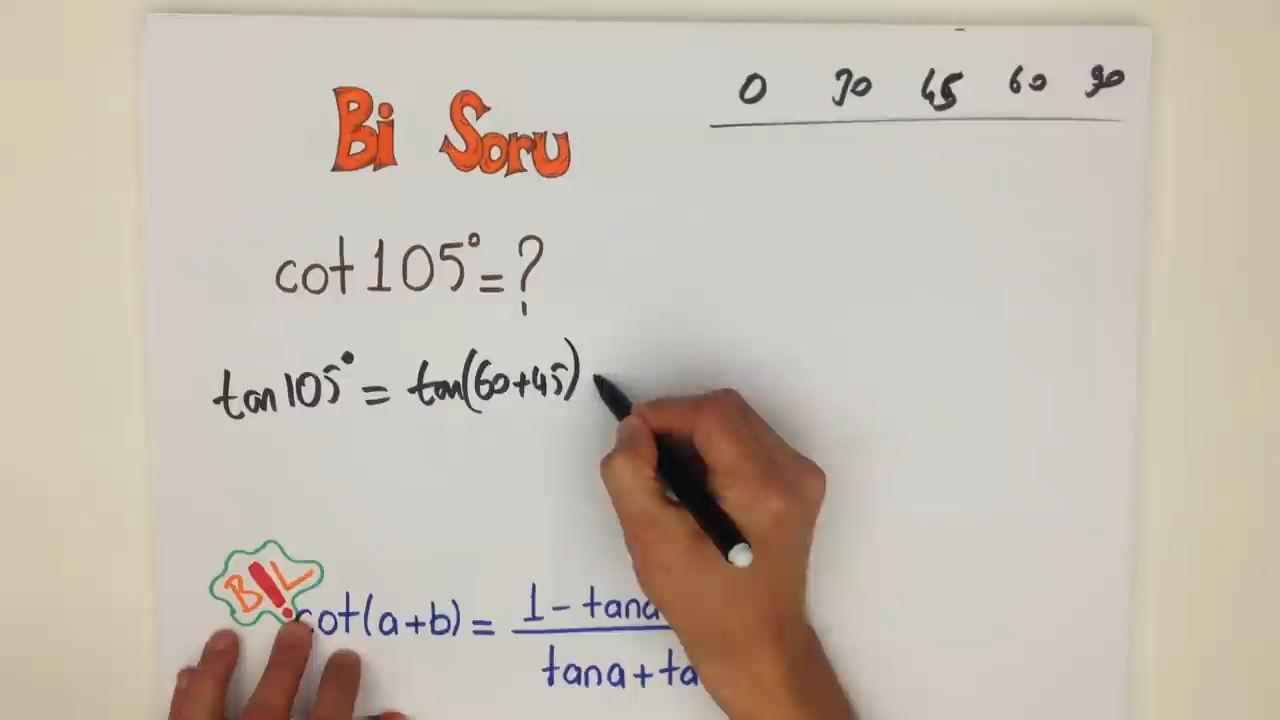 Bi Soru
0 30 45 60 90
cot 105° = ?
tan 105° = tan(60+45)
B!L
cot(a+b) = 1 - tana
tana + ta